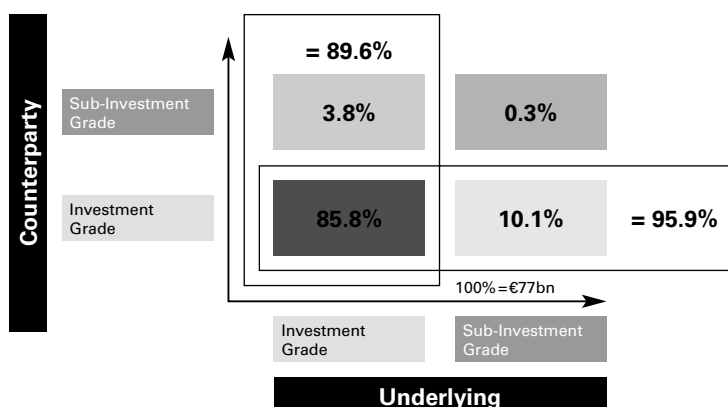 = 89.6%
Counterparty
Sub-Investment
Grade
3.8%
0.3%
Investment
Grade
85.8%
10.1%
= 95.9%
100% = €77bn
Investment
Grade
Sub-Investment
Grade
Underlying